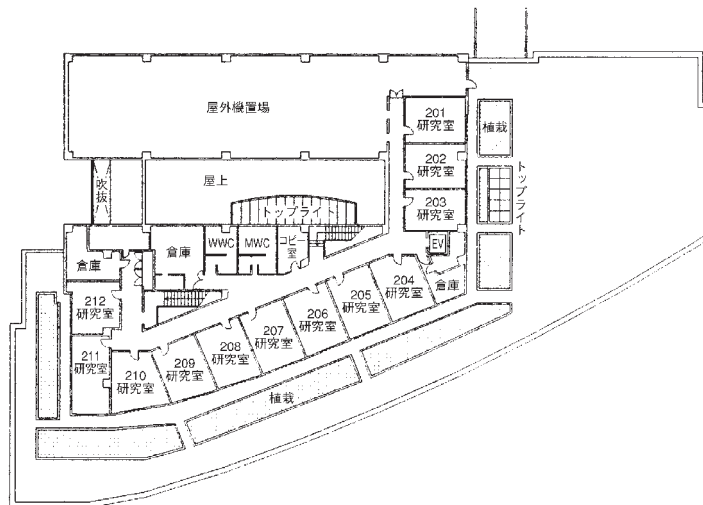 屋外機置場
201
研究室
植栽
202
研究室
吹抜
屋上
トップライト
203
研究室
トップライト
倉庫
倉庫
WWC
MWC
コピー
室
EV
倉庫
212
研究室
211
研究室
210
研究室
209
研究室
208
研究室
207
研究室
206
研究室
205
研究室
204
研究室
植栽